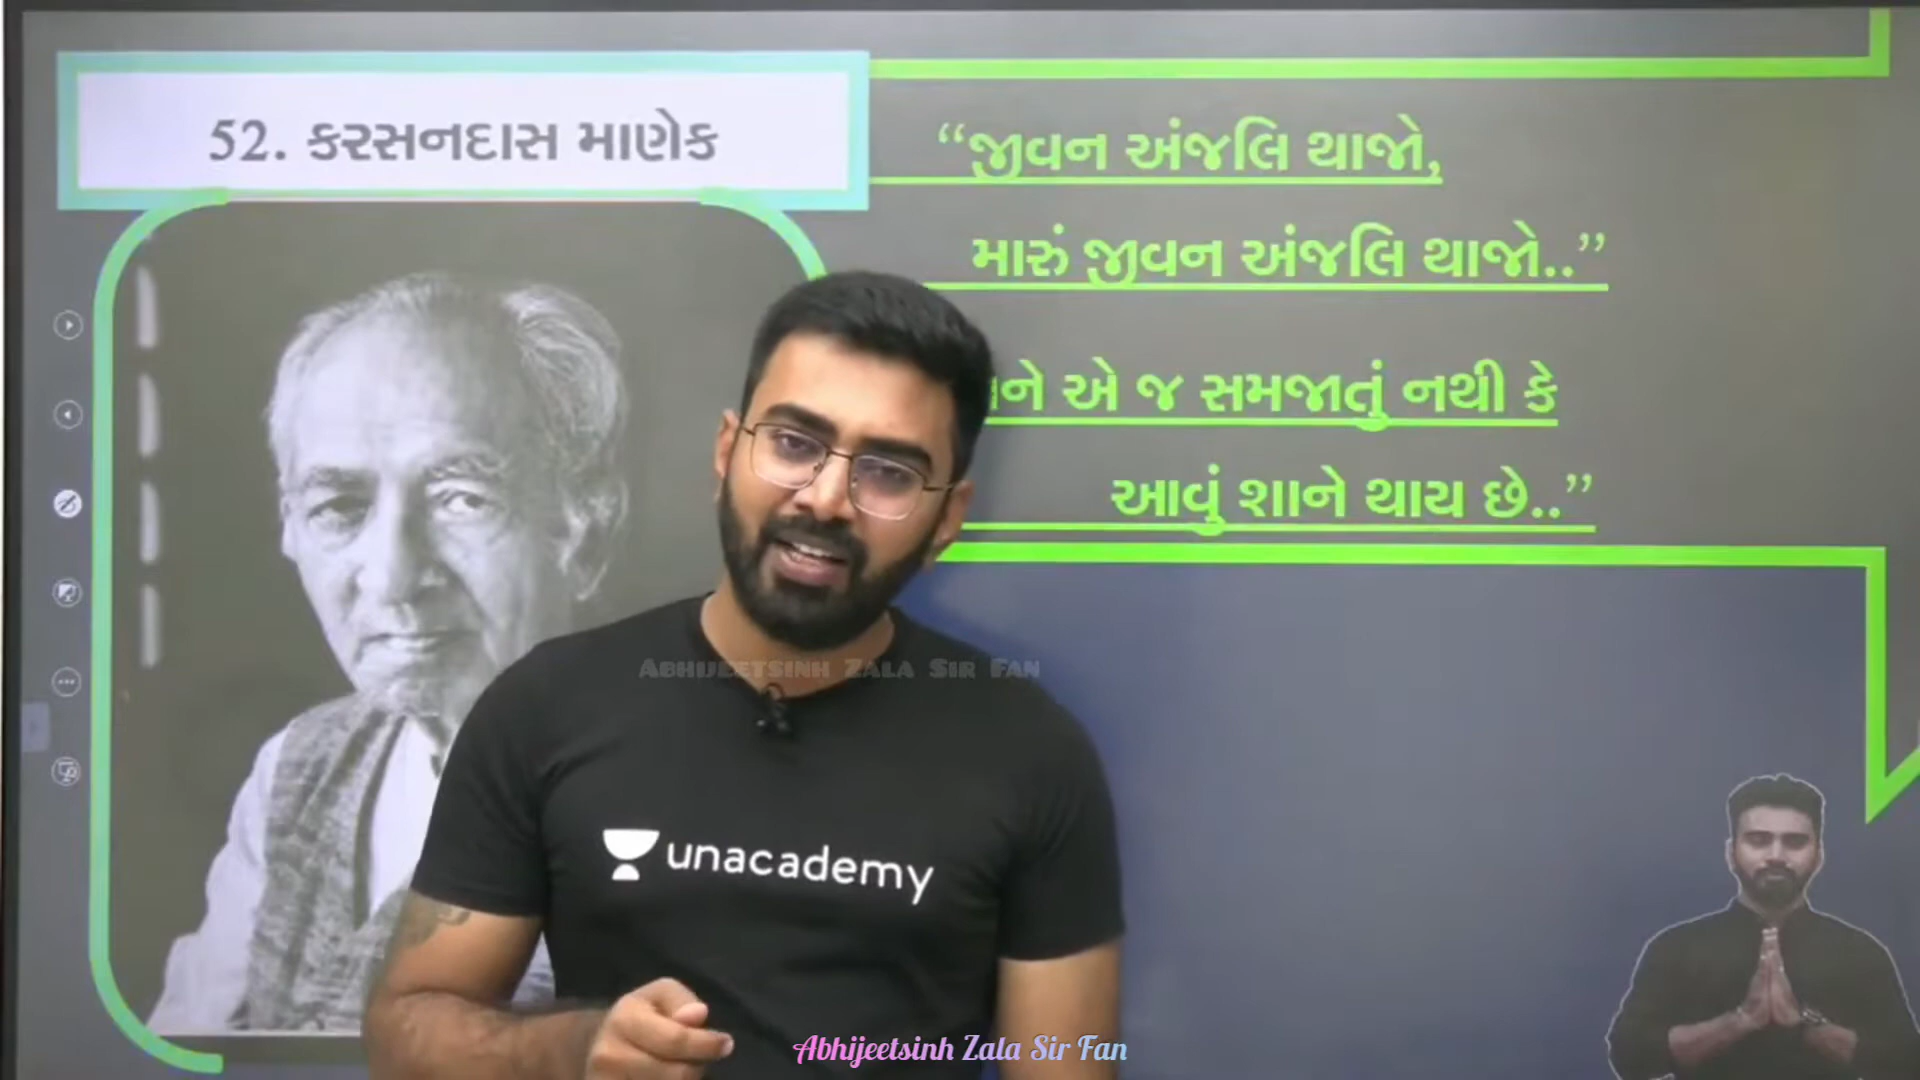 52. કરસનદાસ માણેક
“જીવન અંજલિ થાજો,
મારું જીવન અંજલિ થાજો..”
એ જ સમજાતું નથી કે
આવું શાને થાય છે..”
ABHIJEETSINH ZALA SIR FAN
unacademy
Abhijeetsinh Zala Sir Fan